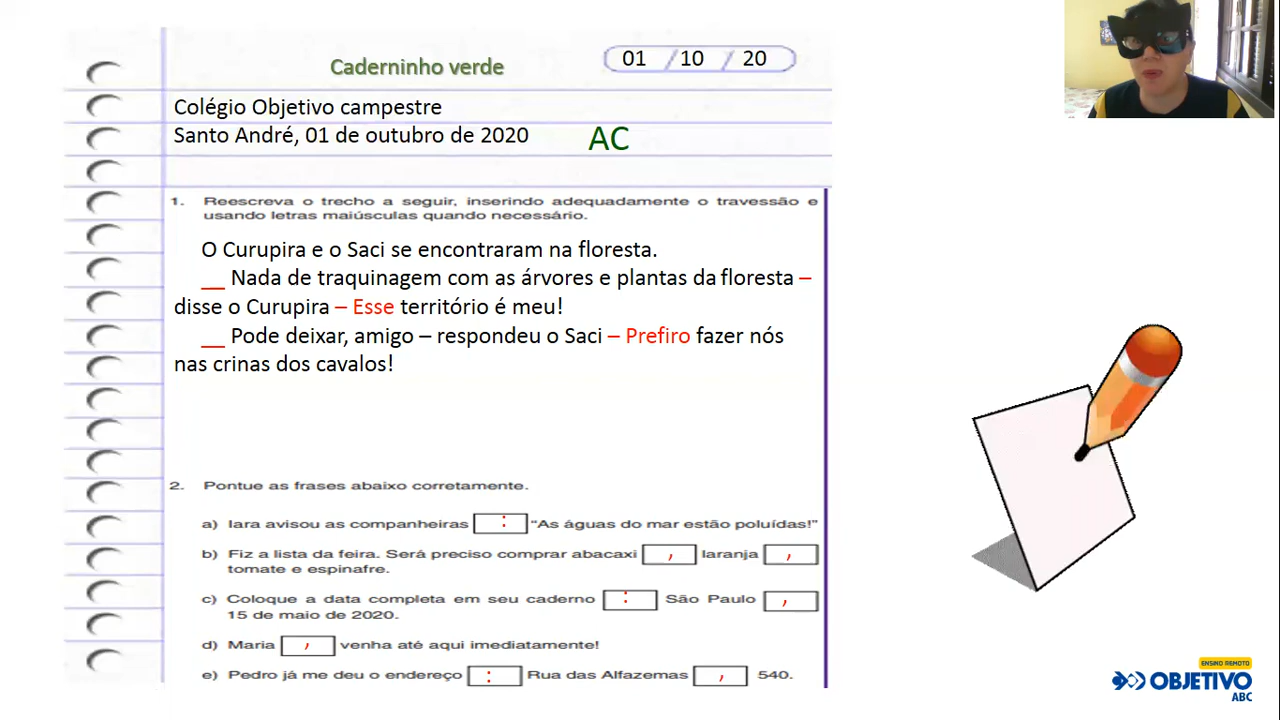 Caderninho verde
01 / 10 / 20
Colégio Objetivo campestre
Santo André, 01 de outubro de 2020 AC
1. Reescreva o trecho a seguir, inserindo adequadamente o travessão e
usando letras maiúsculas quando necessário.
O Curupira e o Saci se encontraram na floresta.
__ Nada de traquinagem com as árvores e plantas da floresta –
disse o Curupira – Esse território é meu!
__ Pode deixar, amigo – respondeu o Saci – Prefiro fazer nós
nas crinas dos cavalos!
2. Pontue as frases abaixo corretamente.
a) Iara avisou as companheiras : “As águas do mar estão poluídas!”
b) Fiz a lista da feira. Será preciso comprar abacaxi , laranja ,
tomate e espinafre.
c) Coloque a data completa em seu caderno : São Paulo ,
15 de maio de 2020.
d) Maria , venha até aqui imediatamente!
e) Pedro já me deu o endereço : Rua das Alfazemas , 540.
ENSINO REMOTO
OBJETIVO
ABC